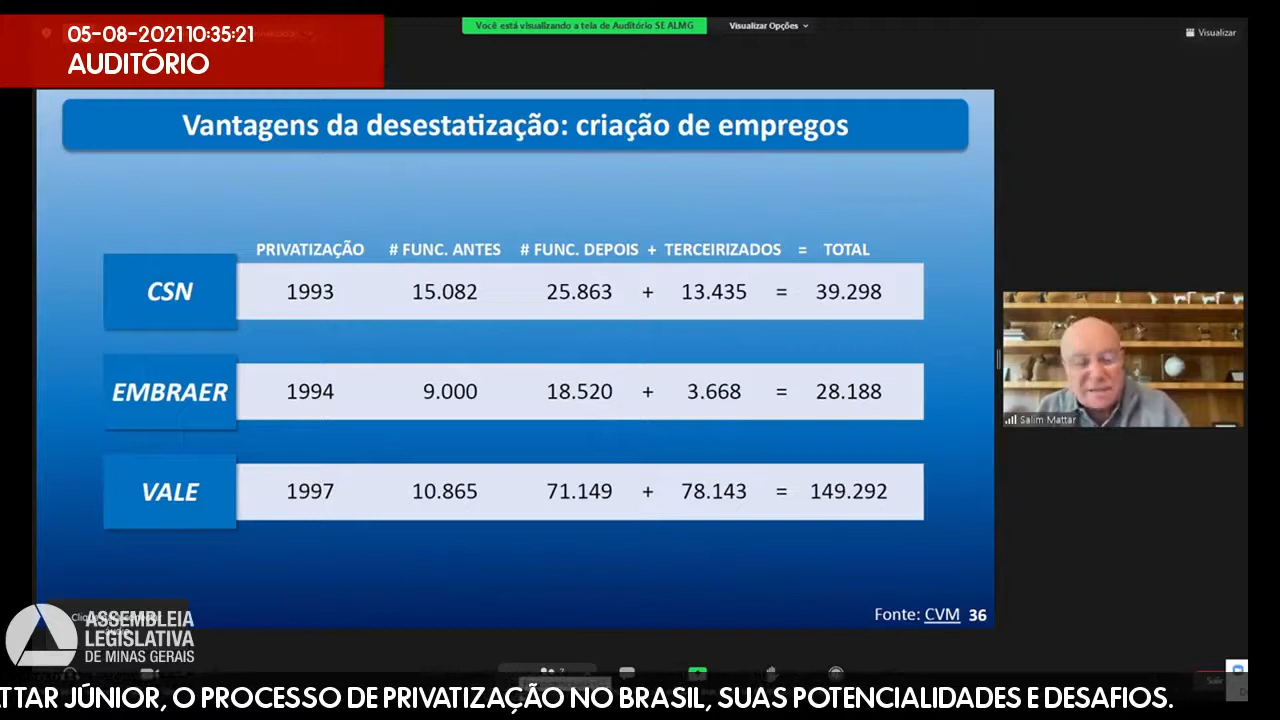 05-08-2021 10:35:21
AUDITÓRIO
Você está visualizando a tela de Auditório SE ALMG
Visualizar Opções
Visualizar
Vantagens da desestatização: criação de empregos
PRIVATIZAÇÃO # FUNC. ANTES # FUNC. DEPOIS + TERCEIRIZADOS = TOTAL
CSN 1993 15.082 25.863 + 13.435 = 39.298
EMBRAER 1994 9.000 18.520 + 3.668 = 28.188
VALE 1997 10.865 71.149 + 78.143 = 149.292
Salim Mattar
Fonte: CVM 36
ASSEMBLEIA
LEGISLATIVA
DE MINAS GERAIS
Sair
TTAR JÚNIOR, O PROCESSO DE PRIVATIZAÇÃO NO BRASIL, SUAS POTENCIALIDADES E DESAFIOS.